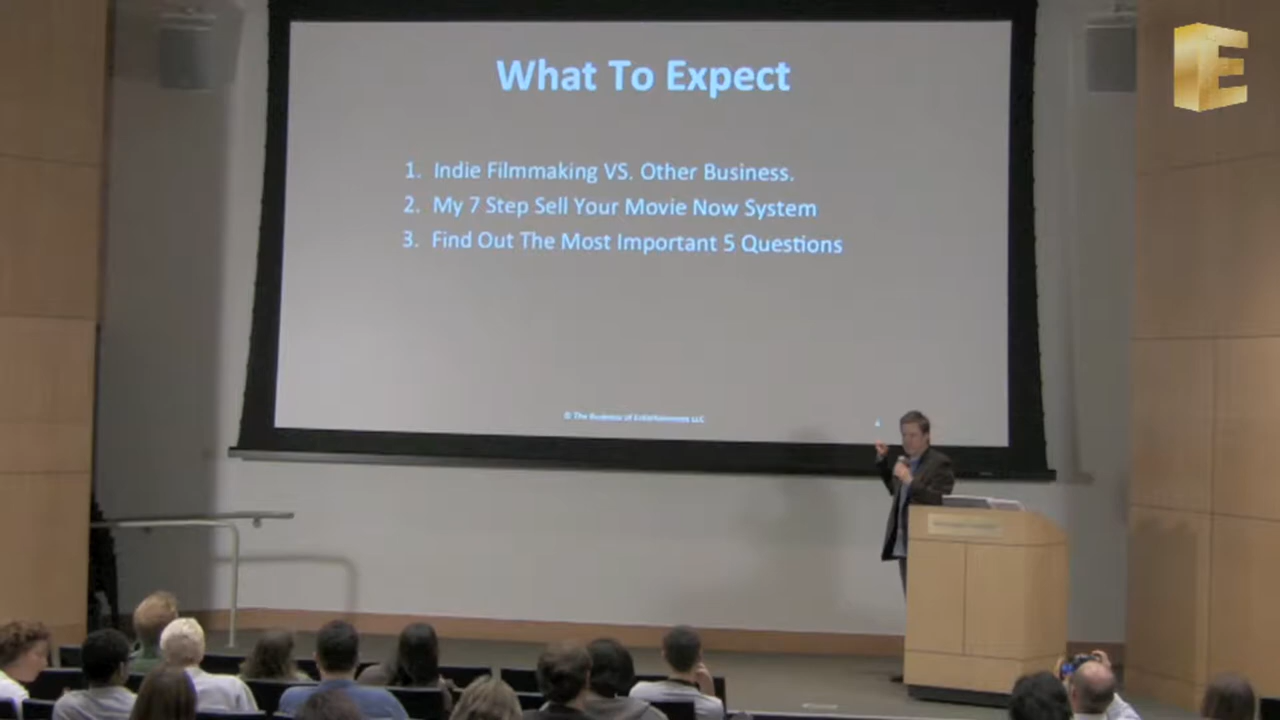 What To Expect
1. Indie Filmmaking VS. Other Business.
2. My 7 Step Sell Your Movie Now System
3. Find Out The Most Important 5 Questions
© The Business of Entertainment LLC
E